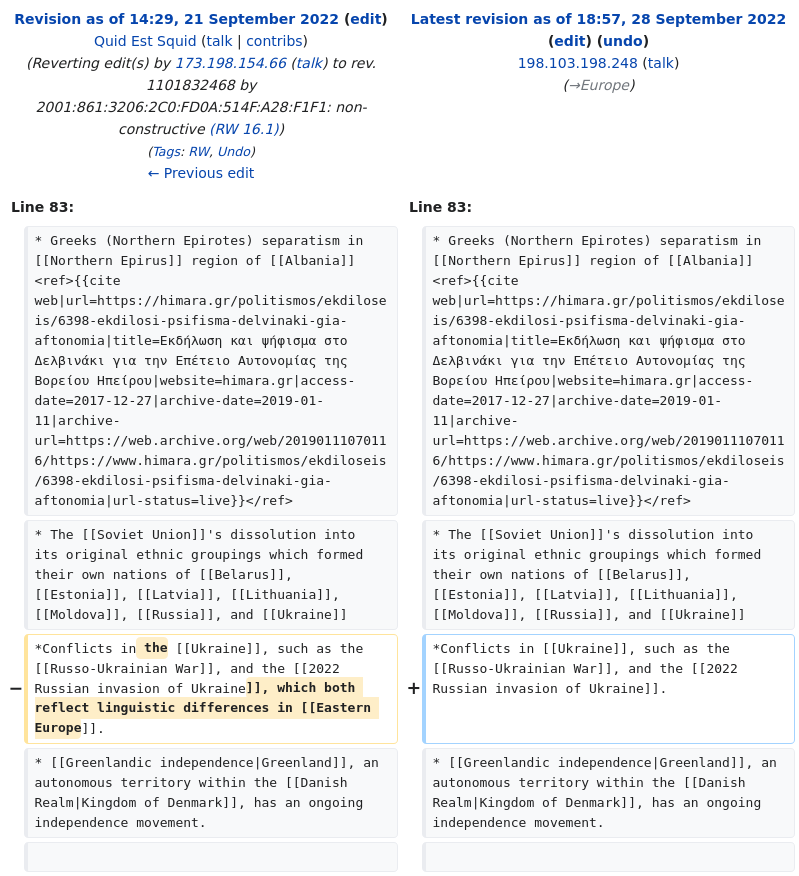 Revision as of 14:29, 21 September 2022 (edit)
Quid Est Squid (talk | contribs)
(Reverting edit(s) by 173.198.154.66 (talk) to rev.
1101832468 by
2001:861:3206:2C0:FD0A:514F:A28:F1F1: non-
constructive (RW 16.1))
(Tags: RW, Undo)
← Previous edit
Latest revision as of 18:57, 28 September 2022
(edit) (undo)
198.103.198.248 (talk)
(→Europe)
Line 83:
Line 83:
* Greeks (Northern Epirotes) separatism in
[[Northern Epirus]] region of [[Albania]]
<ref>{{cite
web|url=https://himara.gr/politismos/ekdilose
is/6398-ekdilosi-psifisma-delvinaki-gia-
aftonomia|title=Εκδήλωση και ψήφισμα στο
Δελβινάκι για την Επέτειο Αυτονομίας της
Βορείου Ηπείρου|website=himara.gr|access-
date=2017-12-27|archive-date=2019-01-
11|archive-
url=https://web.archive.org/web/2019011107011
6/https://www.himara.gr/politismos/ekdiloseis
/6398-ekdilosi-psifisma-delvinaki-gia-
aftonomia|url-status=live}}</ref>
* Greeks (Northern Epirotes) separatism in
[[Northern Epirus]] region of [[Albania]]
<ref>{{cite
web|url=https://himara.gr/politismos/ekdilose
is/6398-ekdilosi-psifisma-delvinaki-gia-
aftonomia|title=Εκδήλωση και ψήφισμα στο
Δελβινάκι για την Επέτειο Αυτονομίας της
Βορείου Ηπείρου|website=himara.gr|access-
date=2017-12-27|archive-date=2019-01-
11|archive-
url=https://web.archive.org/web/2019011107011
6/https://www.himara.gr/politismos/ekdiloseis
/6398-ekdilosi-psifisma-delvinaki-gia-
aftonomia|url-status=live}}</ref>
* The [[Soviet Union]]'s dissolution into
its original ethnic groupings which formed
their own nations of [[Belarus]],
[[Estonia]], [[Latvia]], [[Lithuania]],
[[Moldova]], [[Russia]], and [[Ukraine]]
* The [[Soviet Union]]'s dissolution into
its original ethnic groupings which formed
their own nations of [[Belarus]],
[[Estonia]], [[Latvia]], [[Lithuania]],
[[Moldova]], [[Russia]], and [[Ukraine]]
−
*Conflicts in the [[Ukraine]], such as the
[[Russo-Ukrainian War]], and the [[2022
Russian invasion of Ukraine]], which both
reflect linguistic differences in [[Eastern
Europe]].
+
*Conflicts in [[Ukraine]], such as the
[[Russo-Ukrainian War]], and the [[2022
Russian invasion of Ukraine]].
* [[Greenlandic independence|Greenland]], an
autonomous territory within the [[Danish
Realm|Kingdom of Denmark]], has an ongoing
independence movement.
* [[Greenlandic independence|Greenland]], an
autonomous territory within the [[Danish
Realm|Kingdom of Denmark]], has an ongoing
independence movement.